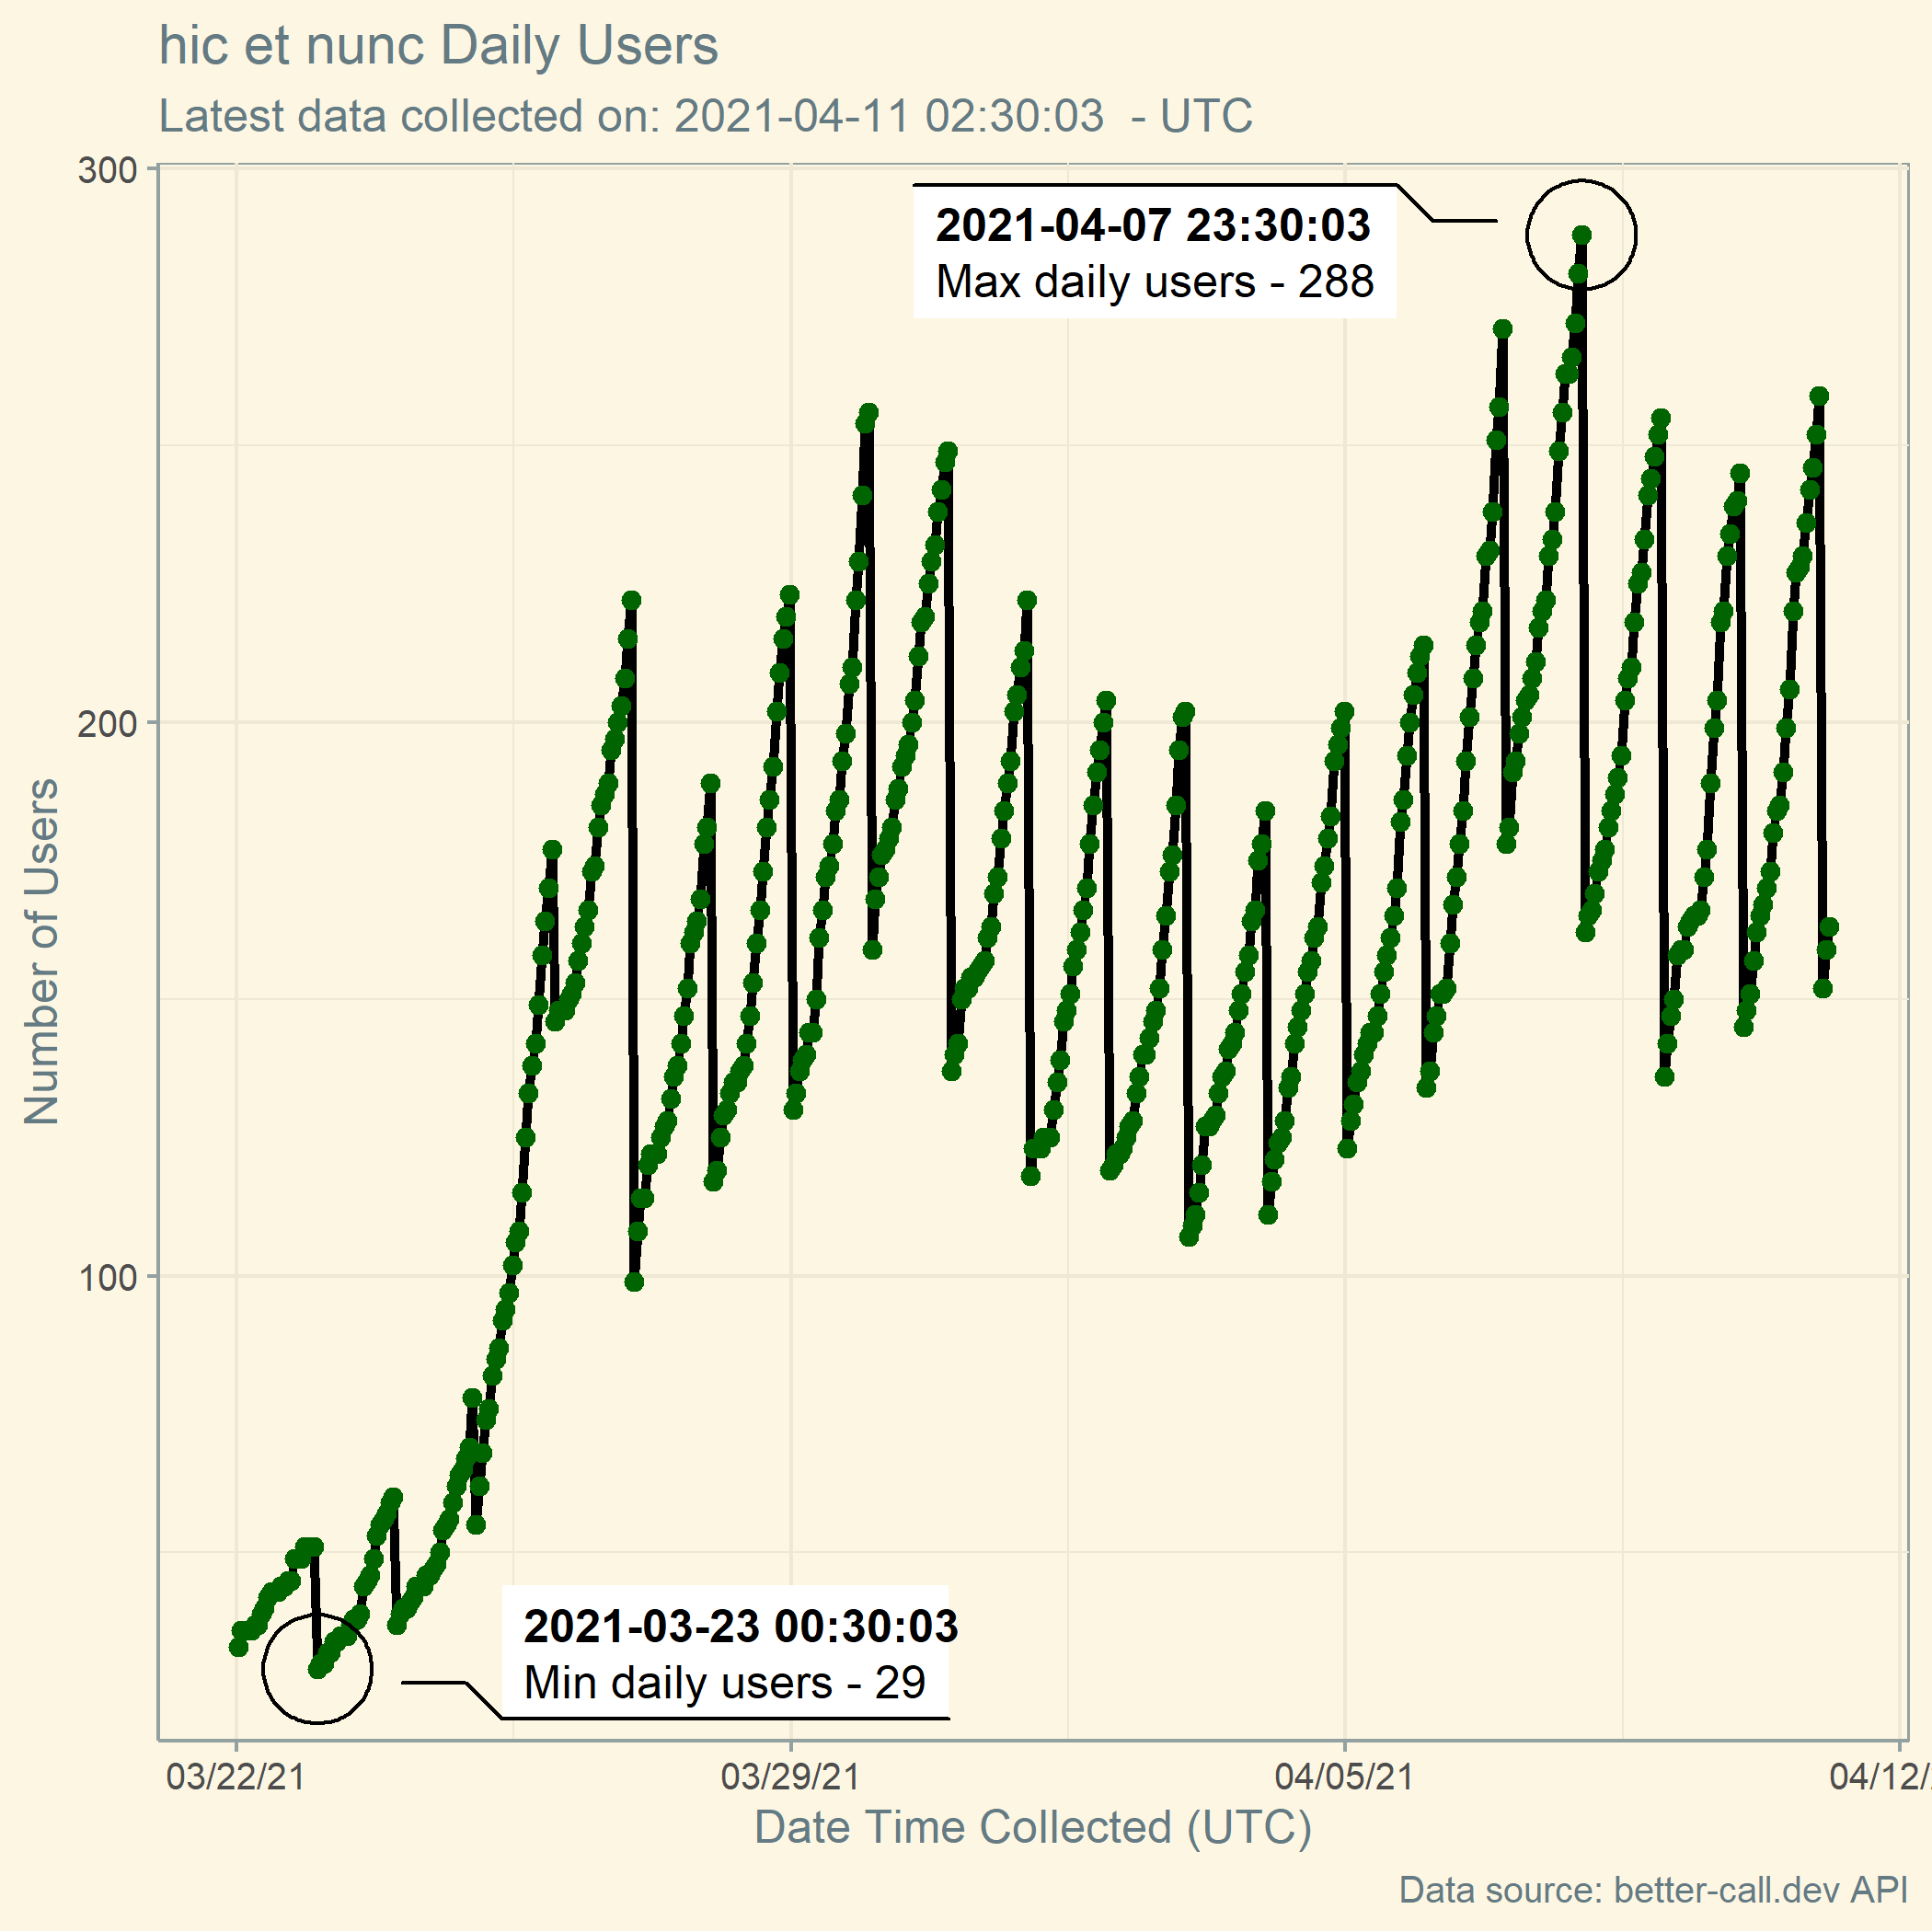 hic et nunc Daily Users
Latest data collected on: 2021-04-11 02:30:03 - UTC
300
2021-04-07 23:30:03
Max daily users - 288
200
Number of Users
100
2021-03-23 00:30:03
Min daily users - 29
03/22/21 03/29/21 04/05/21 04/12/
Date Time Collected (UTC)
Data source: better-call.dev API